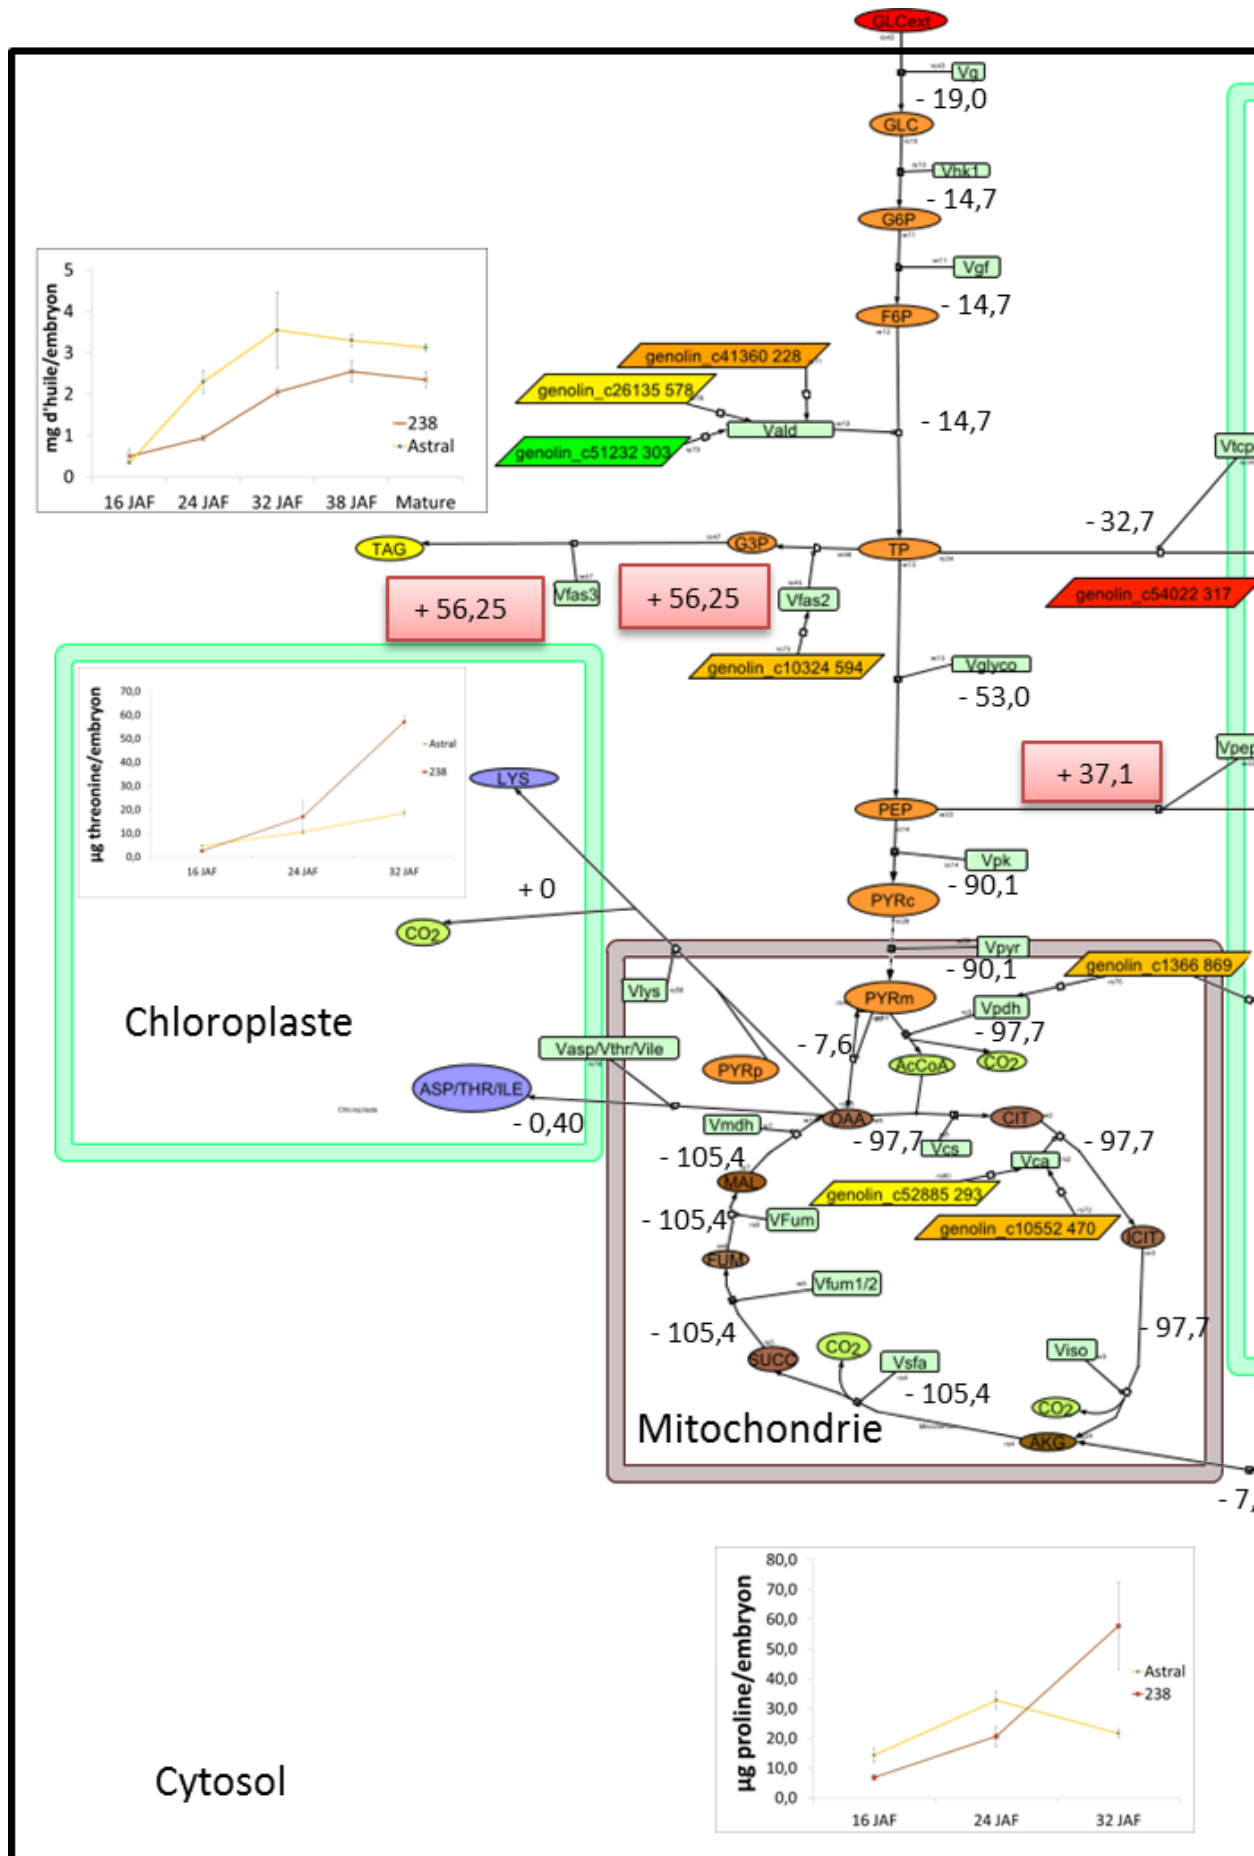 GLCext
Vg
- 19,0
GLC
Vhk1
- 14,7
G6P
Vgf
- 14,7
F6P
mg d'huile/embryon
5
4
3
2
1
0
16 JAF 24 JAF 32 JAF 38 JAF Mature
238
Astral
genolin_c41360 228
genolin_c26135 578
Vald
genolin_c51232 303
- 14,7
Vtcp
- 32,7
TAG
G3P
TP
+ 56,25
Vfas3
+ 56,25
Vfas2
genolin_c54022 317
genolin_c10324 594
Vglyco
- 53,0
µg threonine/embryon
70,0
60,0
50,0
40,0
30,0
20,0
10,0
0,0
16 JAF 24 JAF 32 JAF
Astral
238
LYS
+ 37,1
Vpep
PEP
Vpk
- 90,1
PYRc
+ 0
CO2
Vpyr
- 90,1
genolin_c1366 869
Vlys
PYRm
Vpdh
- 97,7
Chloroplaste
Vasp/Vthr/Vile
- 7,6
PYRp
AcCoA
CO2
ASP/THR/ILE
Chloroplaste
- 0,40
Vmdh
OAA
CIT
- 97,7
Vcs
- 97,7
- 105,4
Vca
MAL
genolin_c52885 293
- 105,4
VFum
genolin_c10552 470
ICIT
FUM
Vfum1/2
- 105,4
- 97,7
CO2
SUCC
Vsfa
Viso
- 105,4
CO2
Mitochondrie
AKG
- 7,
µg proline/embryon
80,0
70,0
60,0
50,0
40,0
30,0
20,0
10,0
0,0
16 JAF 24 JAF 32 JAF
Astral
238
Cytosol